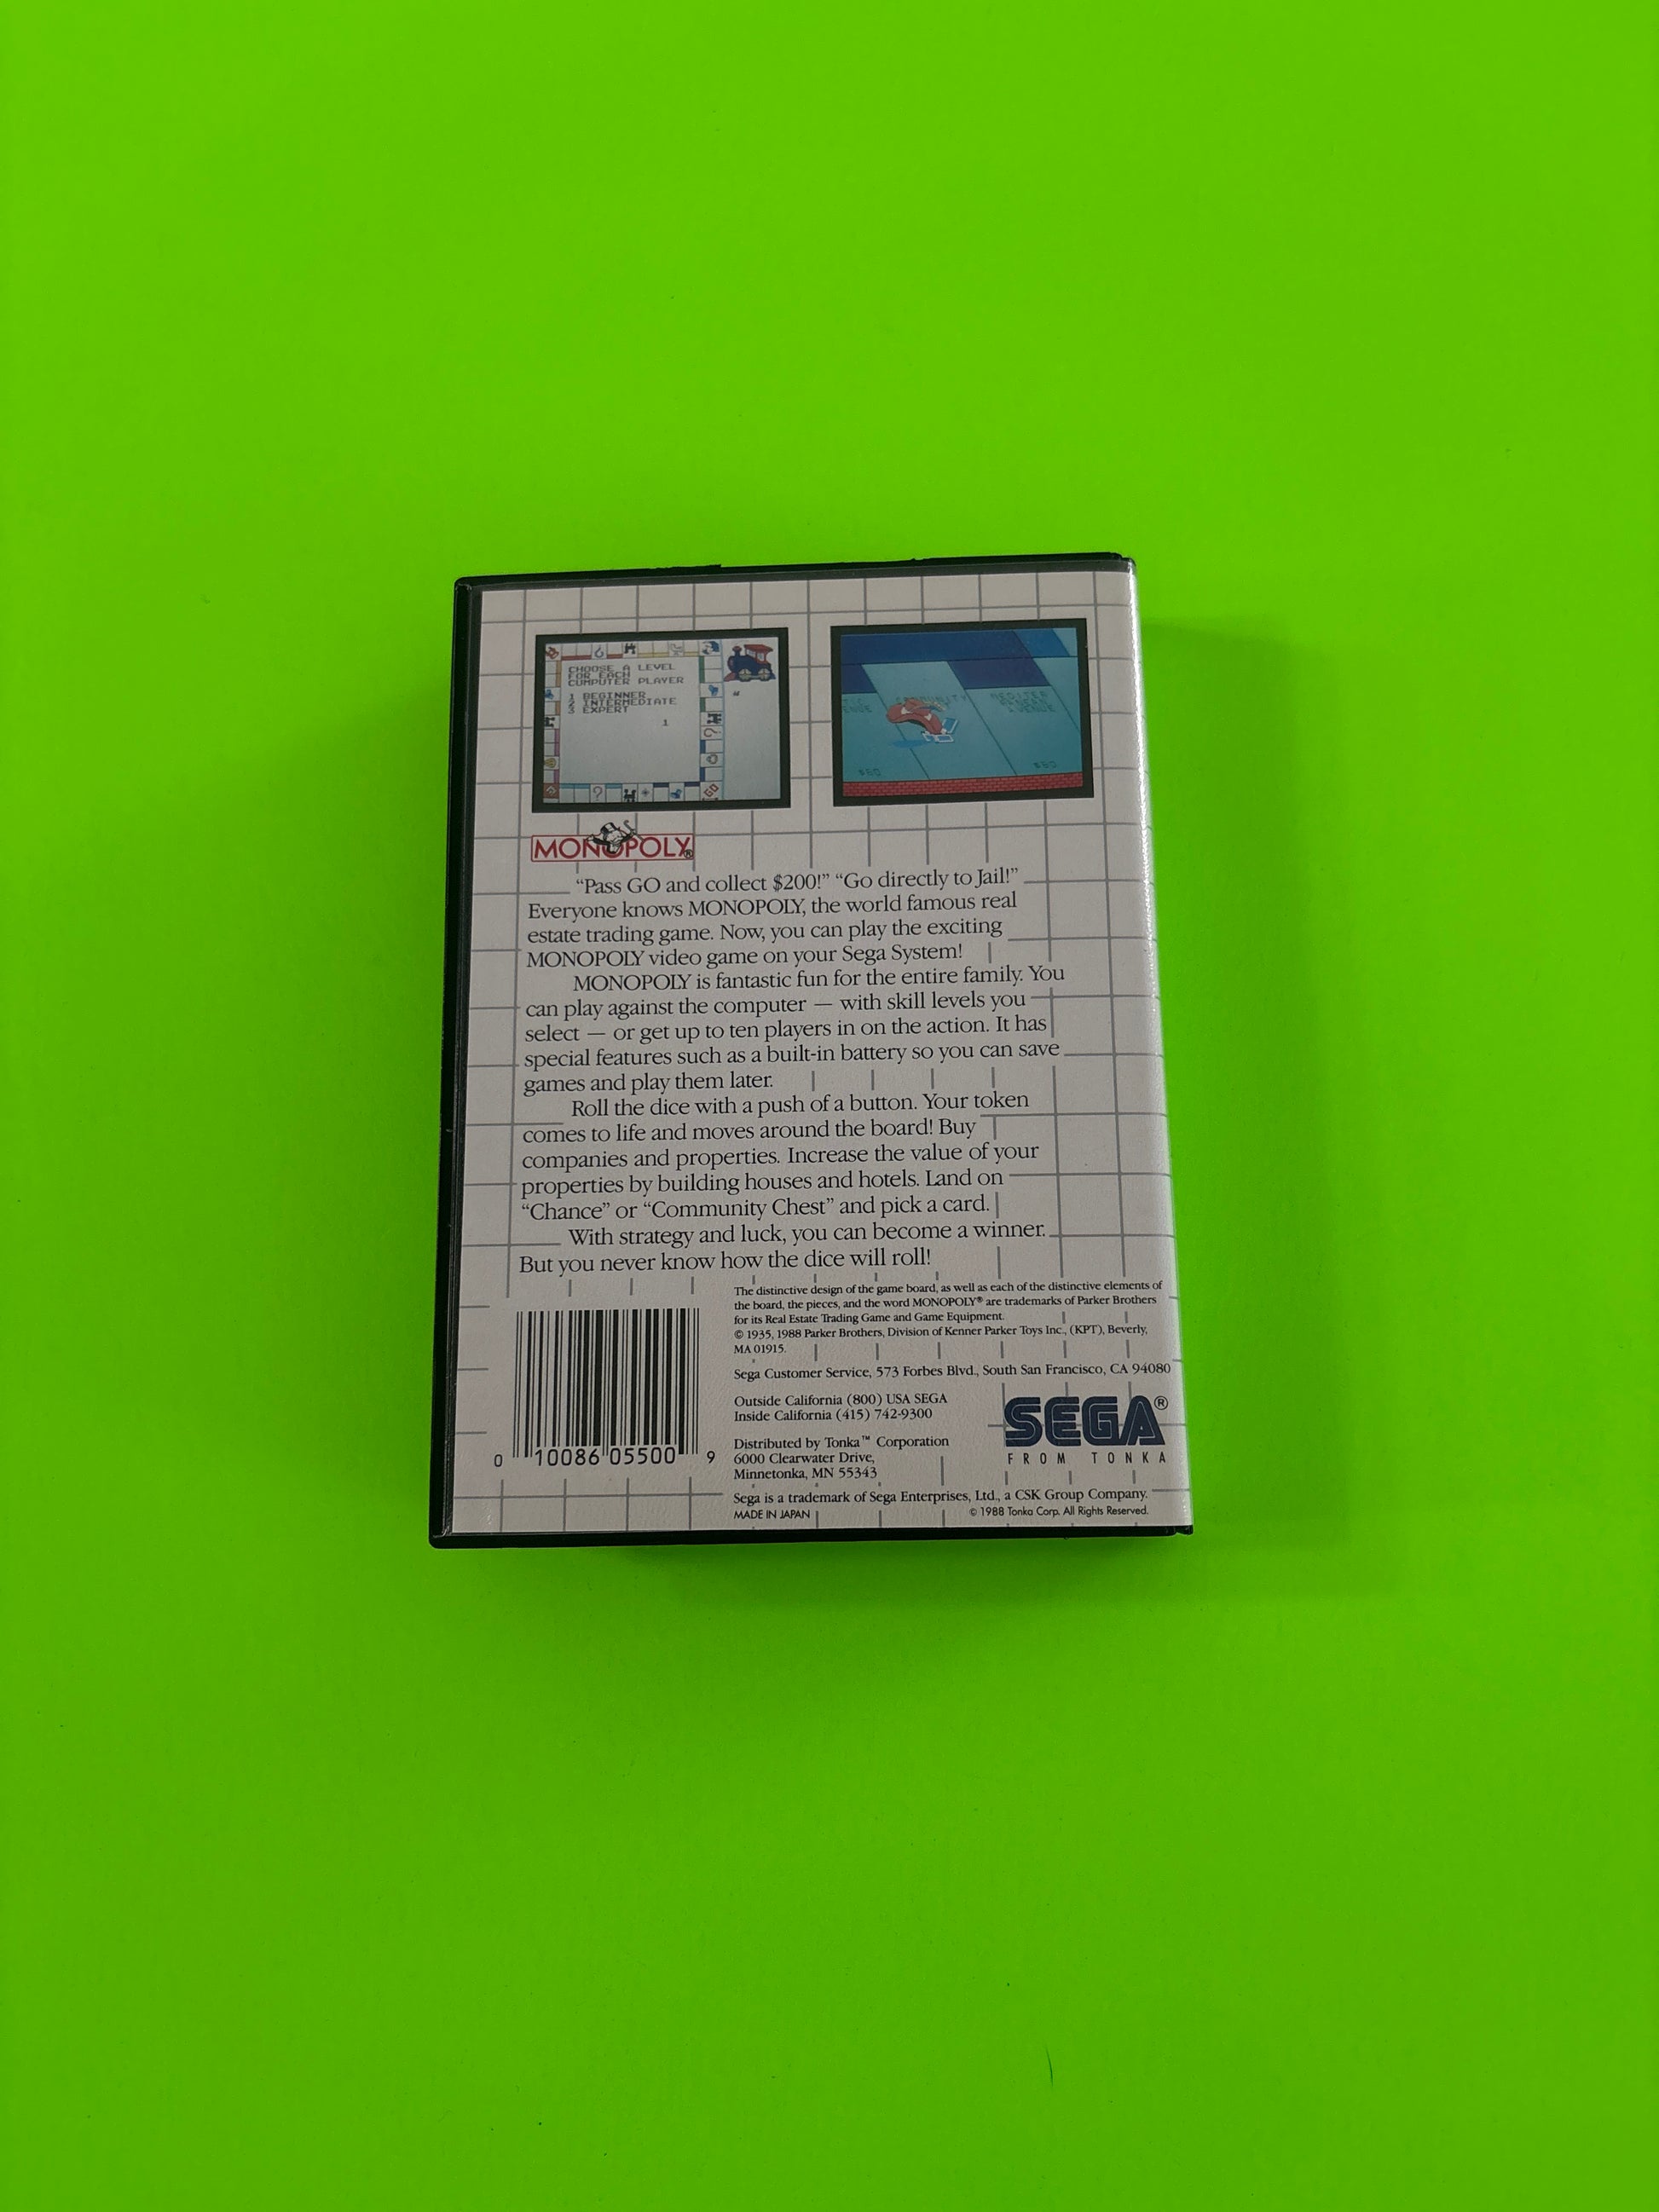 CHOOSE A LEVEL
FOR EACH
COMPUTER PLAYER
1 BEGINNER
2 INTERMEDIATE
3 EXPERT
1
GO
COMMUNITY
MEDITER
RANEAN
AVENUE
$60
MONOPOLY®
“Pass GO and collect $200!” “Go directly to Jail!”
Everyone knows MONOPOLY, the world famous real
estate trading game. Now, you can play the exciting
MONOPOLY video game on your Sega System!
MONOPOLY is fantastic fun for the entire family. You
can play against the computer — with skill levels you
select — or get up to ten players in on the action. It has
special features such as a built-in battery so you can save
games and play them later.
Roll the dice with a push of a button. Your token
comes to life and moves around the board! Buy
companies and properties. Increase the value of your
properties by building houses and hotels. Land on
“Chance” or “Community Chest” and pick a card.
With strategy and luck, you can become a winner.
But you never know how the dice will roll!
The distinctive design of the game board, as well as each of the distinctive elements of
the board, the pieces, and the word MONOPOLY® are trademarks of Parker Brothers
for its Real Estate Trading Game and Game Equipment.
© 1935, 1988 Parker Brothers, Division of Kenner Parker Toys Inc., (KPT), Beverly,
MA 01915.
Sega Customer Service, 573 Forbes Blvd., South San Francisco, CA 94080
Outside California (800) USA SEGA
Inside California (415) 742-9300
Distributed by Tonka™ Corporation
6000 Clearwater Drive,
Minnetonka, MN 55343
SEGA®
FROM TONKA
0 10086 05500 9
Sega is a trademark of Sega Enterprises, Ltd., a CSK Group Company.
MADE IN JAPAN
© 1988 Tonka Corp. All Rights Reserved.